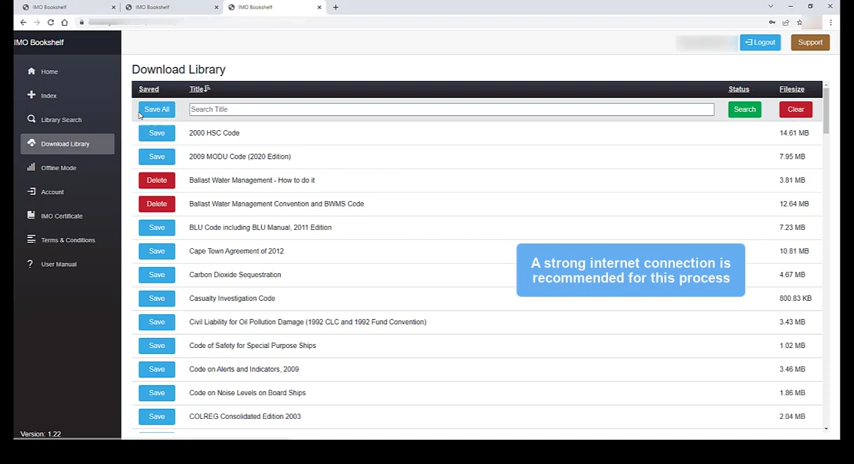 IMO Bookshelf
IMO Bookshelf
IMO Bookshelf
IMO Bookshelf
Logout
Support
Home
Index
Library Search
Download Library
Offline Mode
Account
IMO Certificate
Terms & Conditions
? User Manual
Version: 1.22
Download Library
Saved Title Status Filesize
Save All Search Title Search Clear
Save 2000 HSC Code 14.61 MB
Save 2009 MODU Code (2020 Edition) 7.95 MB
Delete Ballast Water Management - How to do it 3.81 MB
Delete Ballast Water Management Convention and BWMS Code 12.64 MB
Save BLU Code including BLU Manual, 2011 Edition 7.23 MB
Save Cape Town Agreement of 2012 10.81 MB
Save Carbon Dioxide Sequestration 4.67 MB
Save Casualty Investigation Code 800.83 KB
Save Civil Liability for Oil Pollution Damage (1992 CLC and 1992 Fund Convention) 3.43 MB
Save Code of Safety for Special Purpose Ships 1.02 MB
Save Code on Alerts and Indicators, 2009 3.46 MB
Save Code on Noise Levels on Board Ships 1.86 MB
Save COLREG Consolidated Edition 2003 2.04 MB
A strong internet connection is
recommended for this process